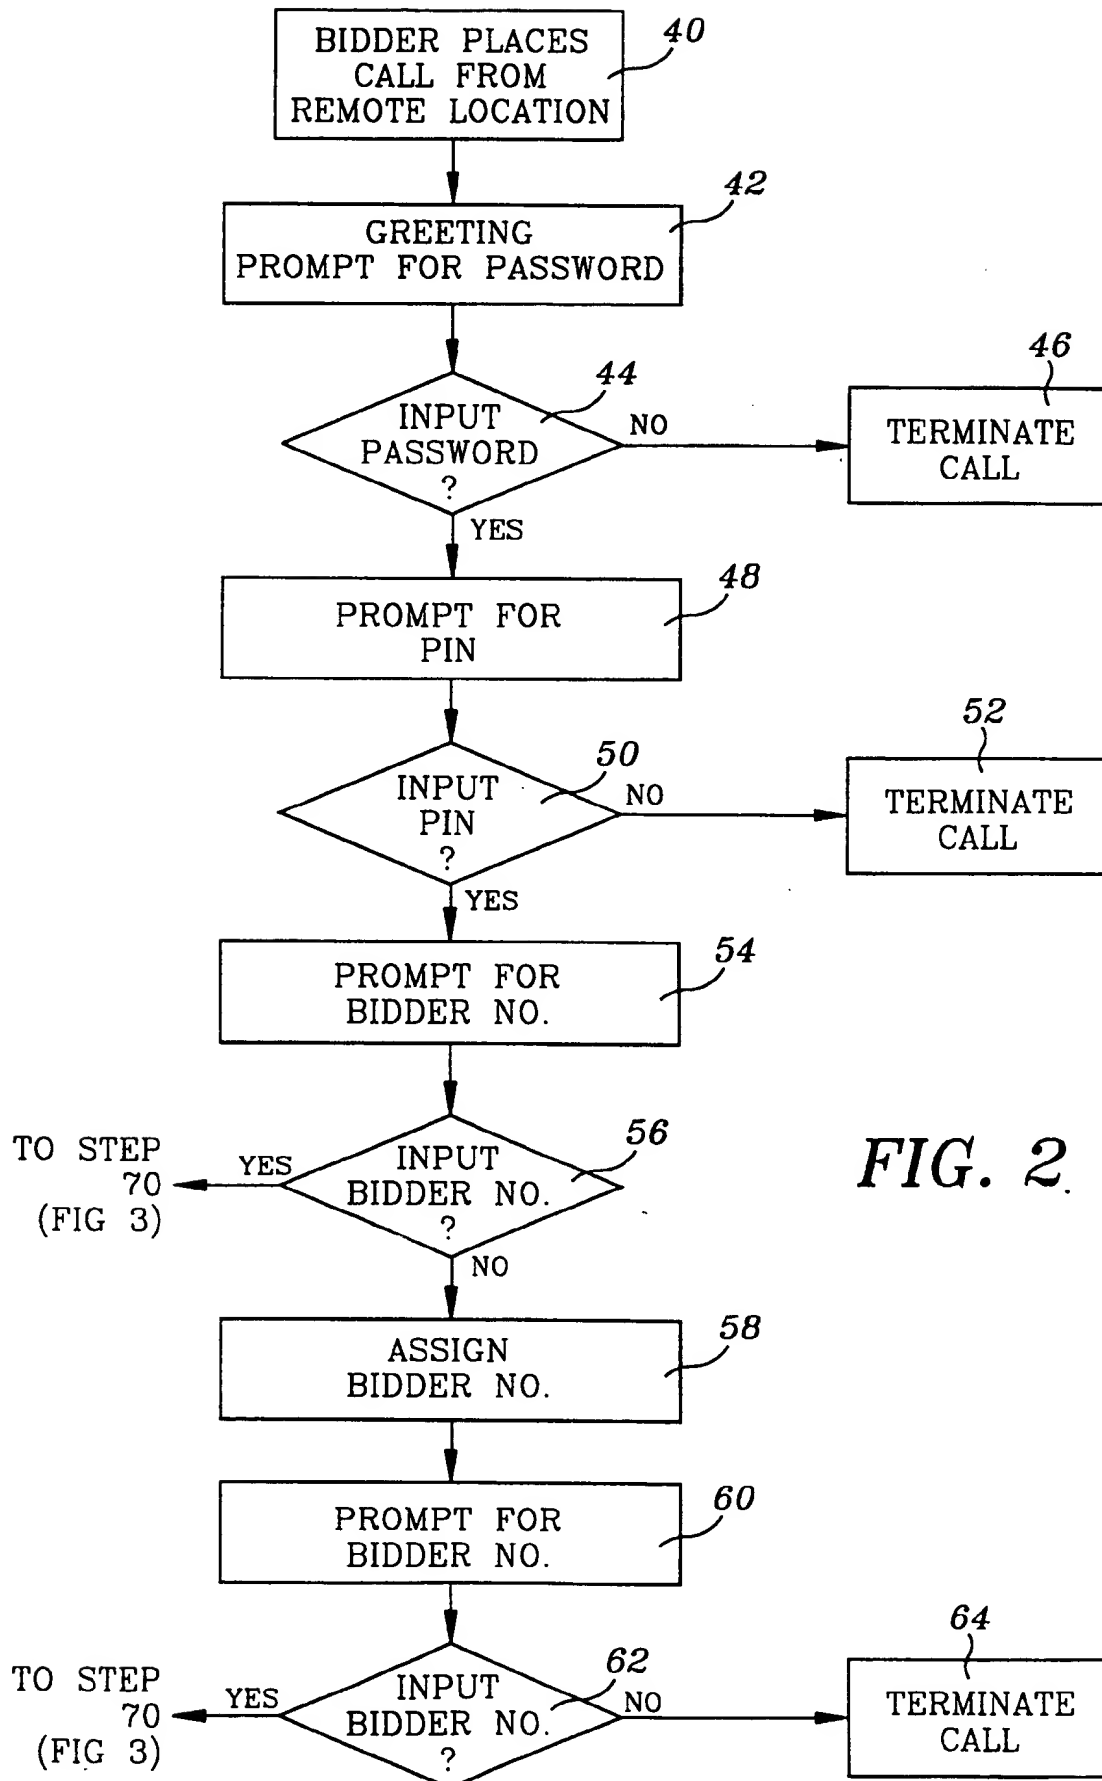 40
BIDDER PLACES
CALL FROM
REMOTE LOCATION
42
GREETING
PROMPT FOR PASSWORD
44
INPUT
PASSWORD
?
NO
46
TERMINATE
CALL
YES
48
PROMPT FOR
PIN
50
INPUT
PIN
?
NO
52
TERMINATE
CALL
YES
54
PROMPT FOR
BIDDER NO.
56
INPUT
BIDDER NO.
?
YES
TO STEP
70
(FIG 3)
FIG. 2
NO
58
ASSIGN
BIDDER NO.
60
PROMPT FOR
BIDDER NO.
62
INPUT
BIDDER NO.
?
YES
TO STEP
70
(FIG 3)
NO
64
TERMINATE
CALL